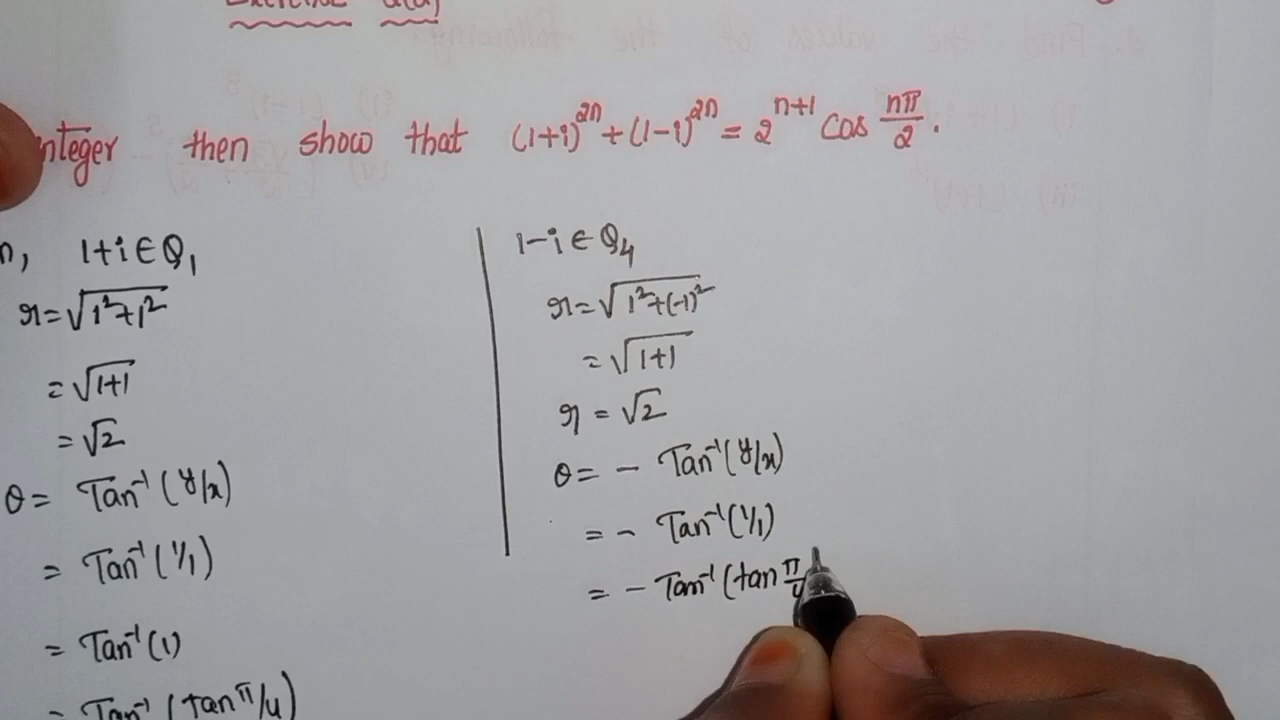 Exercise
nteger then show that (1+i)^2n + (1-i)^2n = 2^n+1 cos nπ/2.
n, 1+i ∈ Q₁
r = √1²+1²
= √1+1
= √2
θ = Tan⁻¹ (y/x)
= Tan⁻¹ (1/1)
= Tan⁻¹ (1)
= Tan⁻¹ (tan π/4)
1-i ∈ Q₄
r = √1²+(-1)²
= √1+1
r = √2
θ = - Tan⁻¹ (y/x)
= - Tan⁻¹ (1/1)
= - Tan⁻¹ (tan π/4